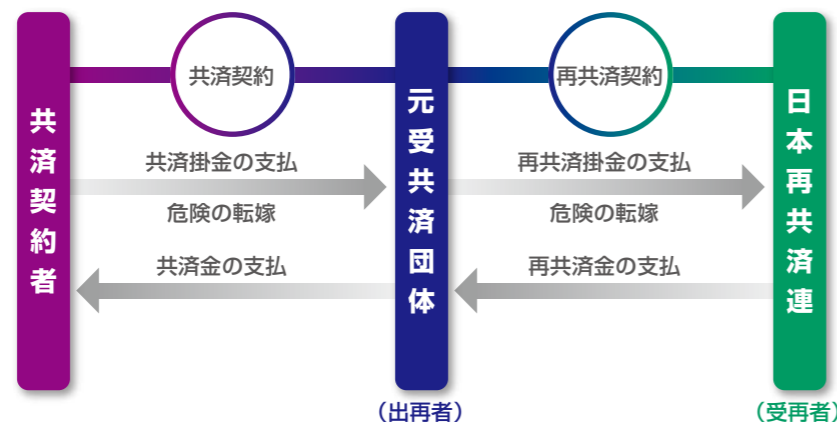 共済契約者
共済契約
共済掛金の支払
危険の転嫁
共済金の支払
元受共済団体
（出再者）
再共済契約
再共済掛金の支払
危険の転嫁
再共済金の支払
日本再共済連
（受再者）